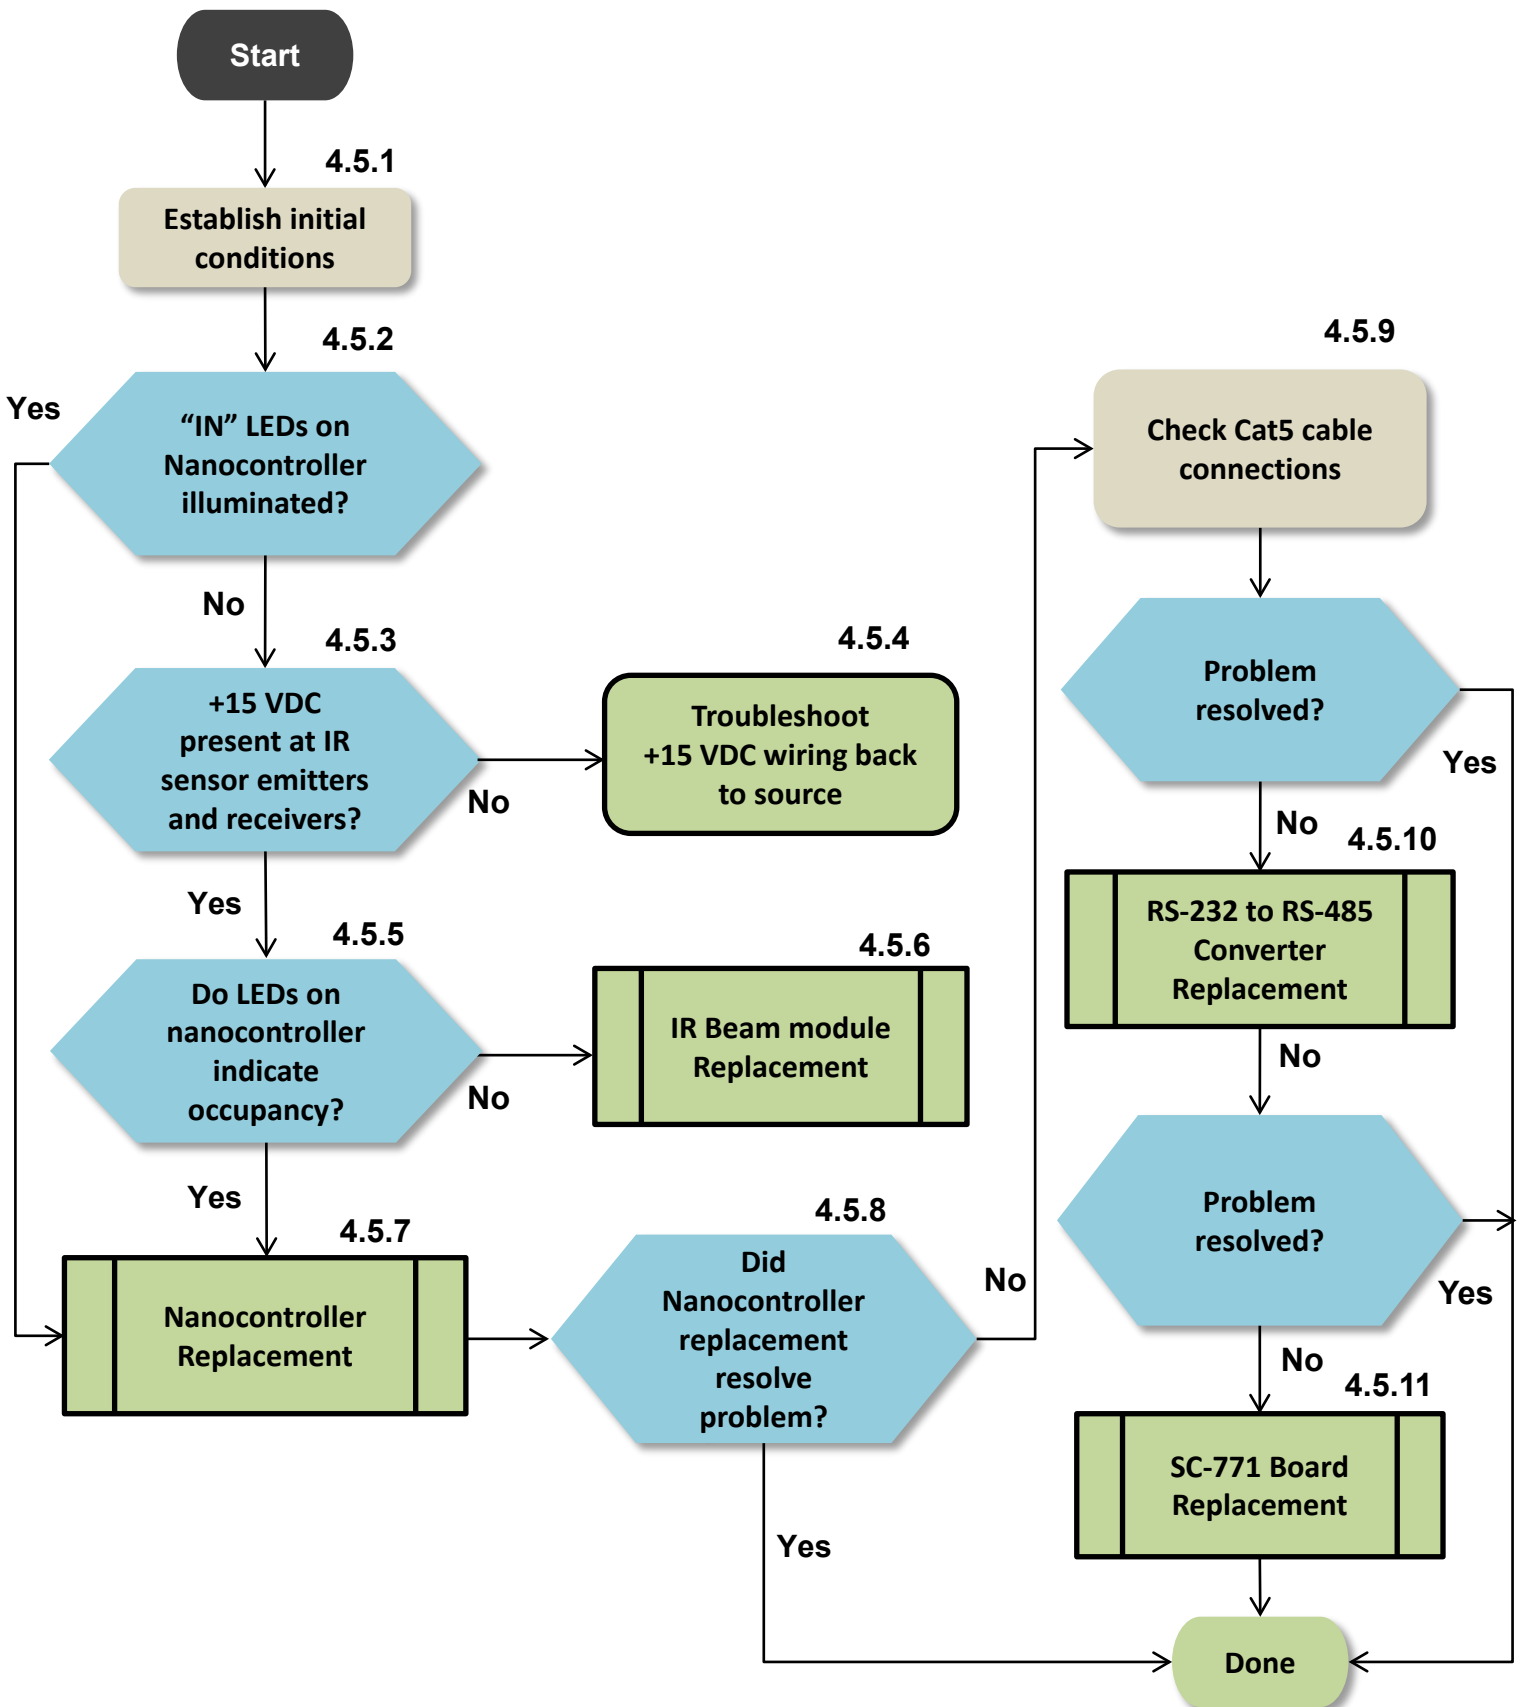 Start
4.5.1
Establish initial
conditions
4.5.2
Yes
“IN” LEDs on
Nanocontroller
illuminated?
No
4.5.3
+15 VDC
present at IR
sensor emitters
and receivers?
No
4.5.4
Troubleshoot
+15 VDC wiring back
to source
Yes
4.5.5
Do LEDs on
nanocontroller
indicate
occupancy?
No
4.5.6
IR Beam module
Replacement
Yes
4.5.7
Nanocontroller
Replacement
4.5.8
Did
Nanocontroller
replacement
resolve
problem?
No
Yes
4.5.9
Check Cat5 cable
connections
Problem
resolved?
Yes
No
4.5.10
RS-232 to RS-485
Converter
Replacement
No
Problem
resolved?
Yes
No
4.5.11
SC-771 Board
Replacement
Done